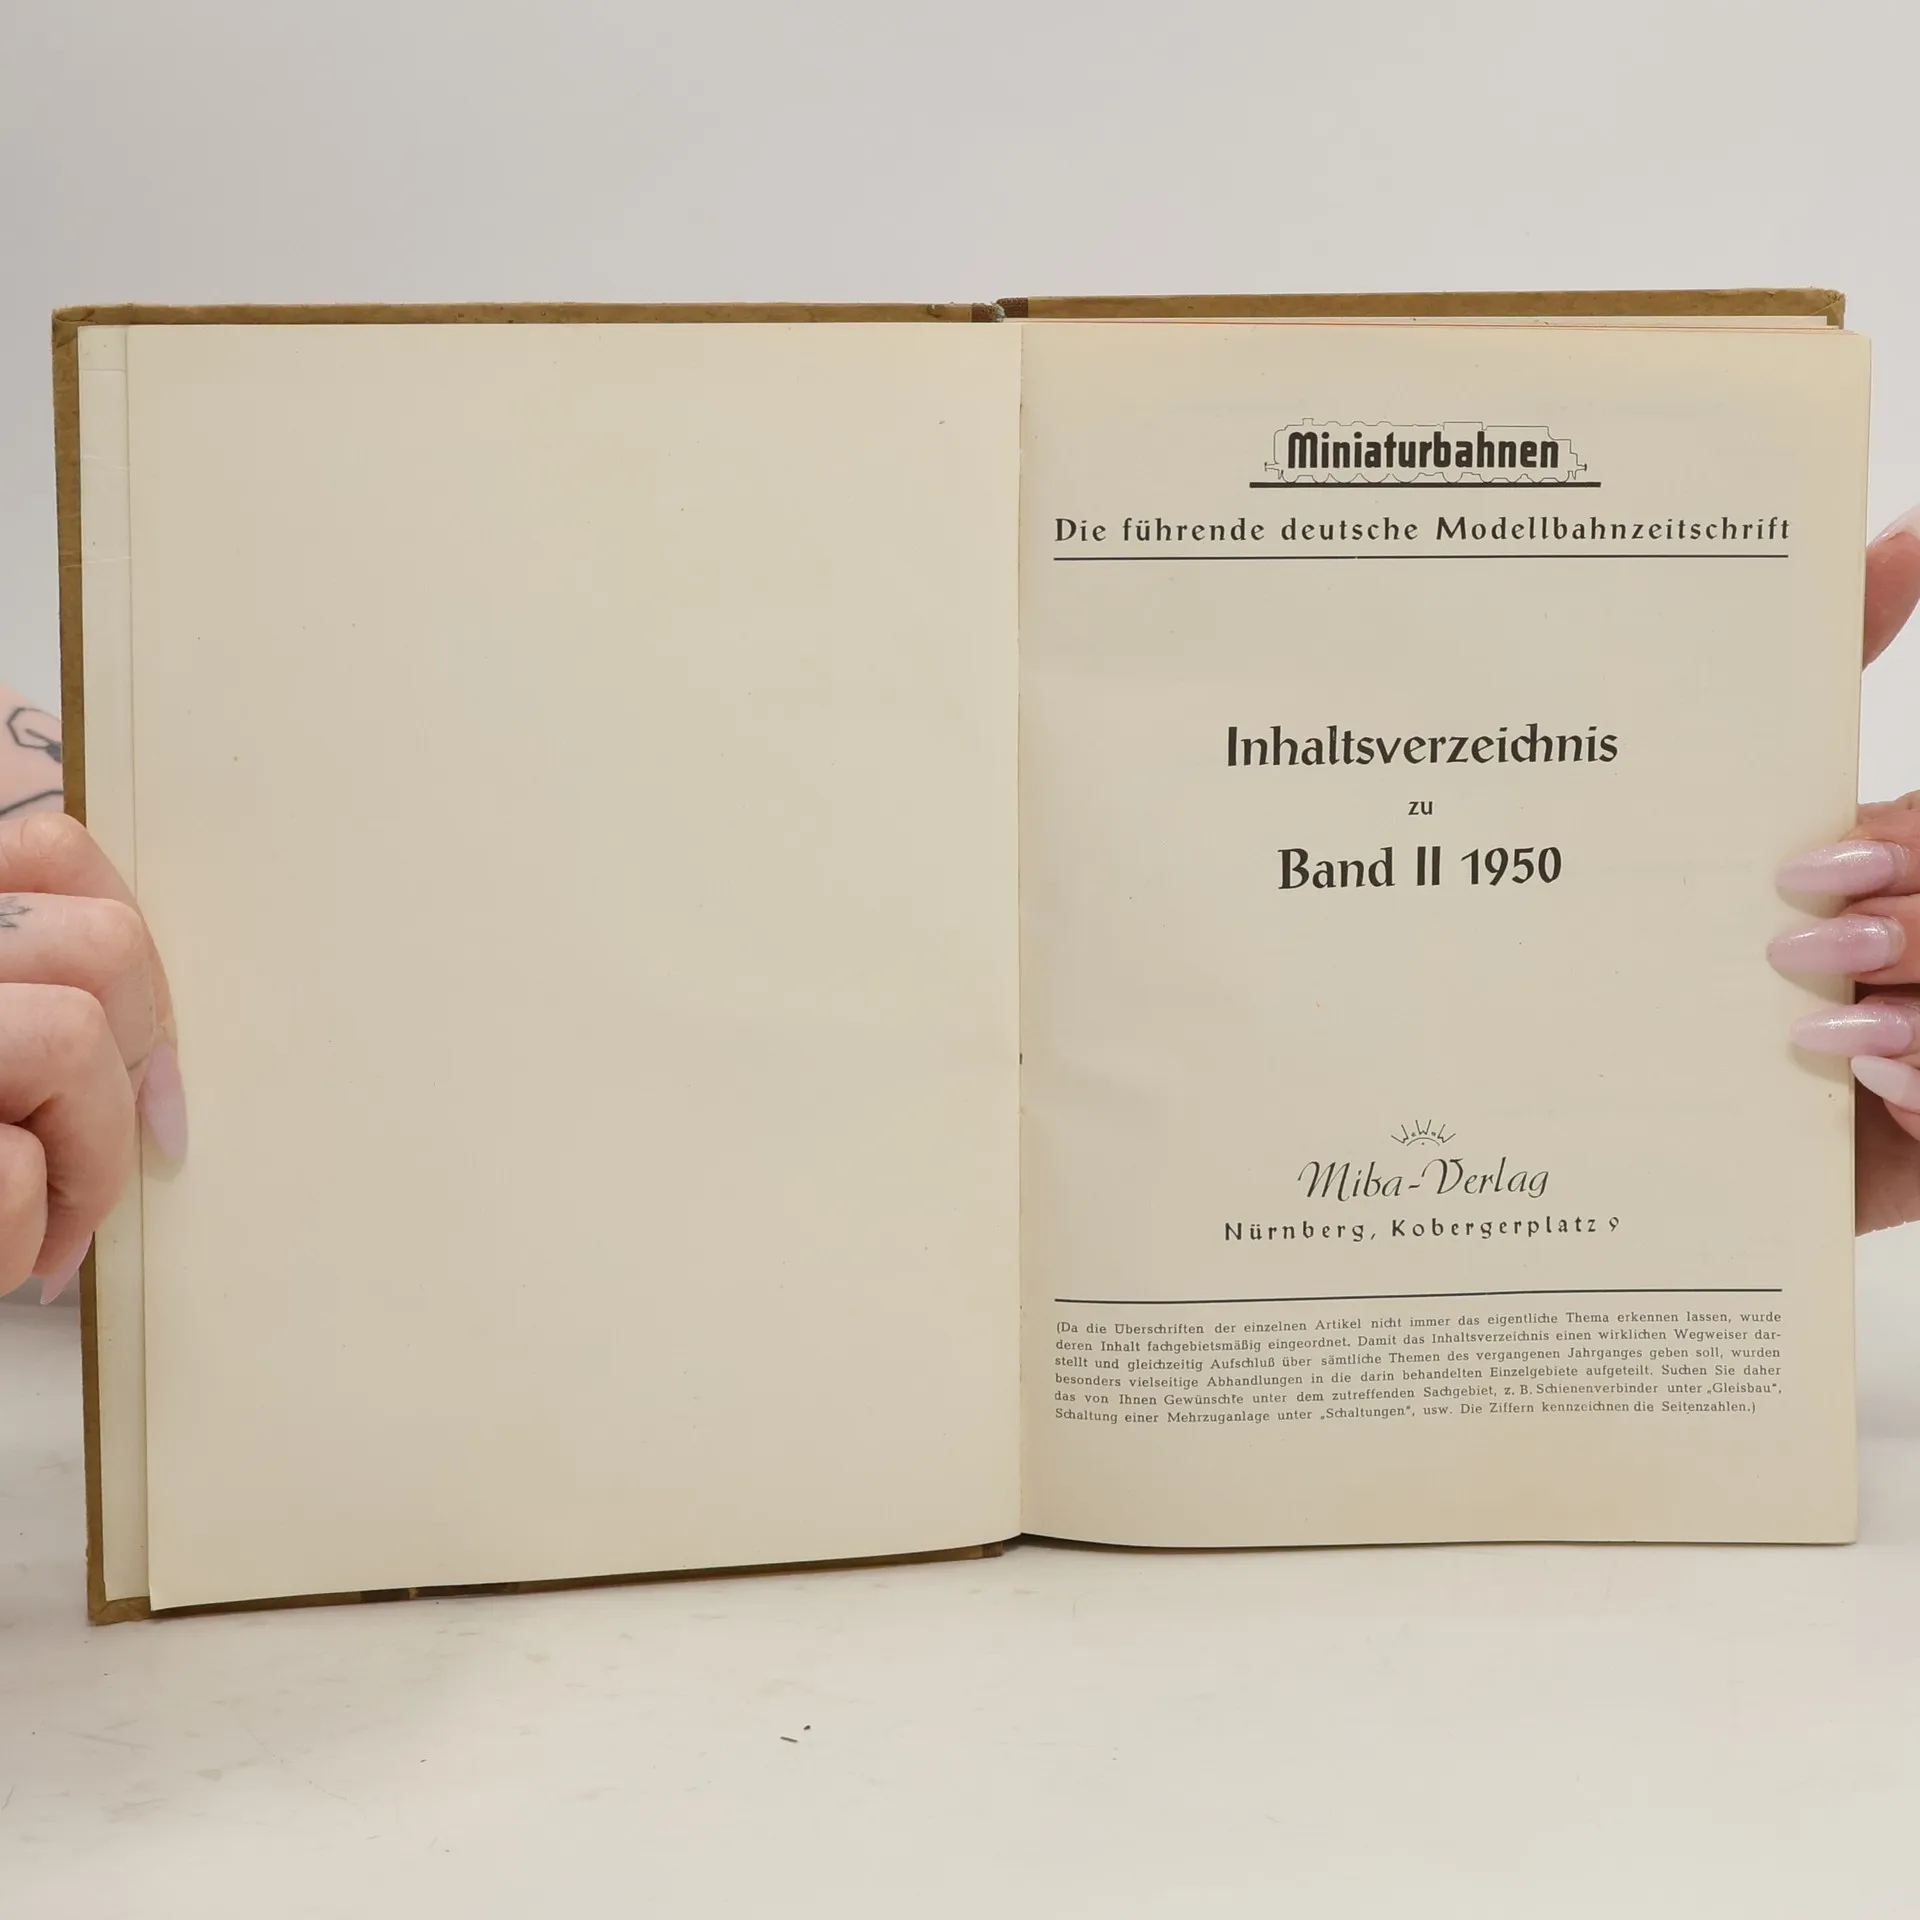 Miniaturbahnen
Die führende deutsche Modellbahnzeitschrift
Inhaltsverzeichnis
zu
Band II 1950
W.W.W
Miba-Verlag
Nürnberg, Kobergerplatz 9
(Da die Überschriften der einzelnen Artikel nicht immer das eigentliche Thema erkennen lassen, wurde
deren Inhalt fachgebietsmäßig eingeordnet. Damit das Inhaltsverzeichnis einen wirklichen Wegweiser dar-
stellt und gleichzeitig Aufschluß über sämtliche Themen des vergangenen Jahrganges geben soll, wurden
besonders vielseitige Abhandlungen in die darin behandelten Einzelgebiete aufgeteilt. Suchen Sie daher
das von Ihnen Gewünschte unter dem zutreffenden Sachgebiet, z. B. Schienenverbinder unter „Gleisbau",
Schaltung einer Mehrzuganlage unter „Schaltungen", usw. Die Ziffern kennzeichnen die Seitenzahlen.)